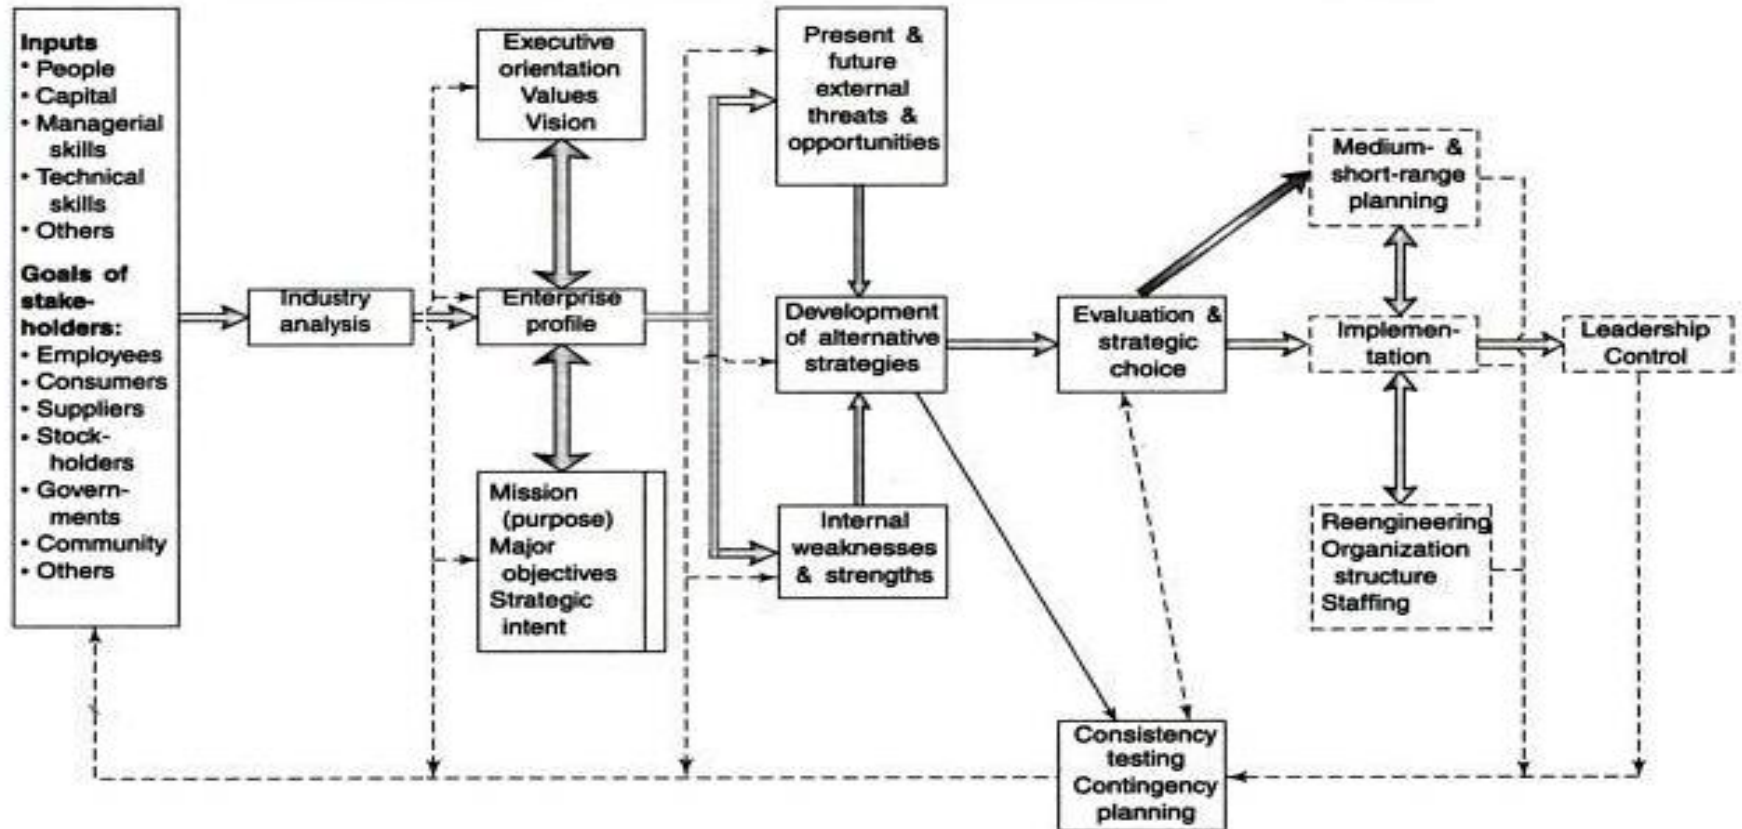 Inputs
• People
• Capital
• Managerial
skills
• Technical
skills
• Others
Goals of
stake-
holders:
• Employees
• Consumers
• Suppliers
• Stock-
holders
• Govern-
ments
• Community
• Others
Industry
analysis
Executive
orientation
Values
Vision
Enterprise
profile
Mission
(purpose)
Major
objectives
Strategic
intent
Present &
future
external
threats &
opportunities
Development
of alternative
strategies
Internal
weaknesses
& strengths
Evaluation &
strategic
choice
Consistency
testing
Contingency
planning
Medium- &
short-range
planning
Implemen-
tation
Reengineering
Organization
structure
Staffing
Leadership
Control